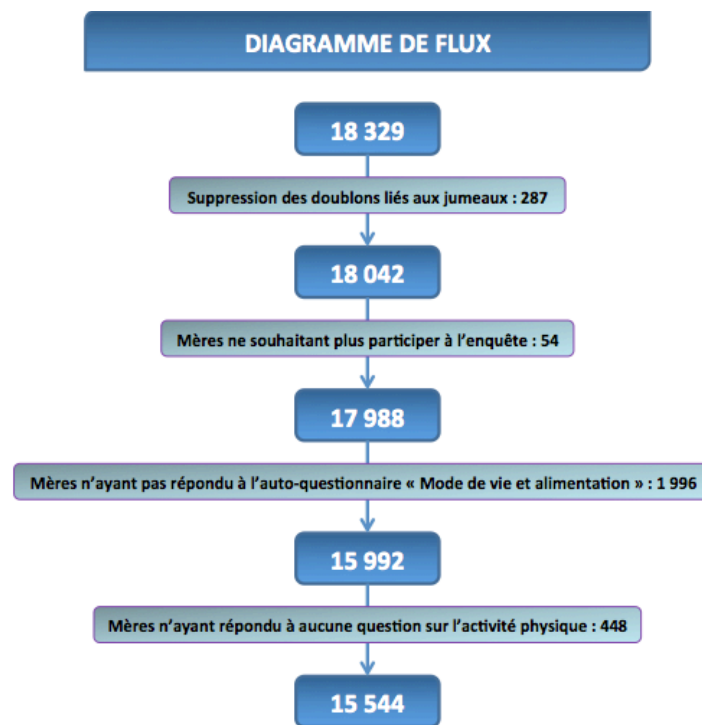 DIAGRAMME DE FLUX
18 329
Suppression des doublons liés aux jumeaux : 287
18 042
Mères ne souhaitant plus participer à l’enquête : 54
17 988
Mères n’ayant pas répondu à l’auto-questionnaire « Mode de vie et alimentation » : 1 996
15 992
Mères n’ayant répondu à aucune question sur l’activité physique : 448
15 544